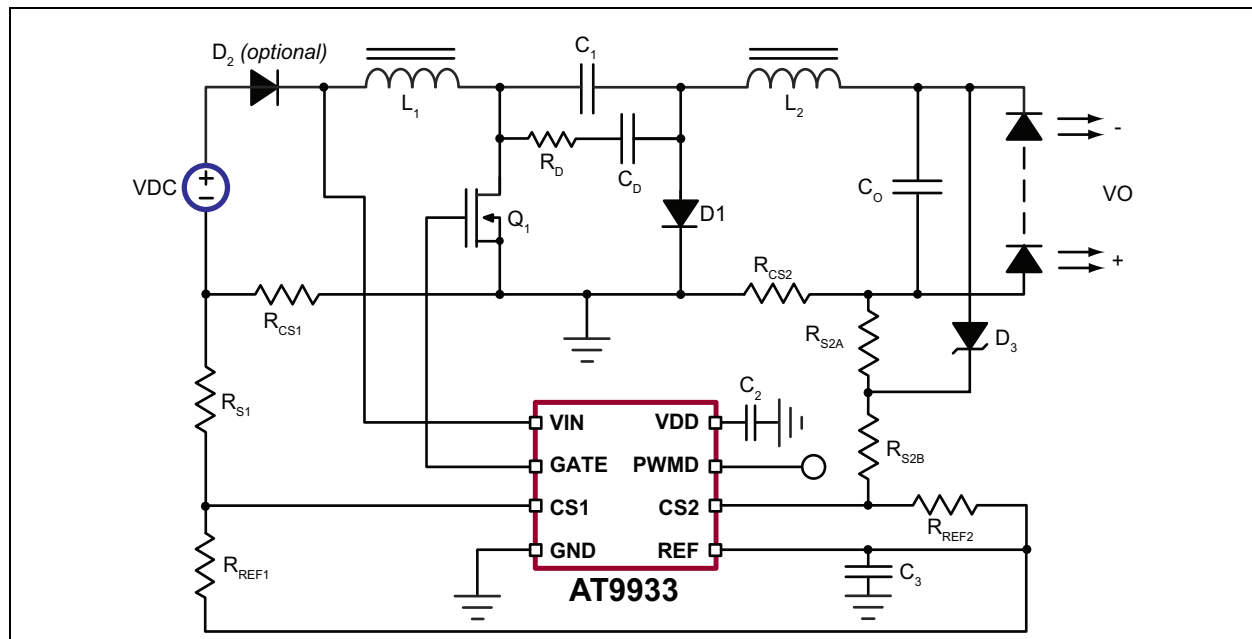 D2 (optional)
L1
C1
L2
RD
CD
VDC
+
−
Q1
D1
CO
-
VO
+
RCS1
RCS2
RS2A
D3
RS1
C2
VIN
VDD
RS2B
GATE
PWMD
CS1
CS2
RREF2
GND
REF
RREF1
C3
AT9933